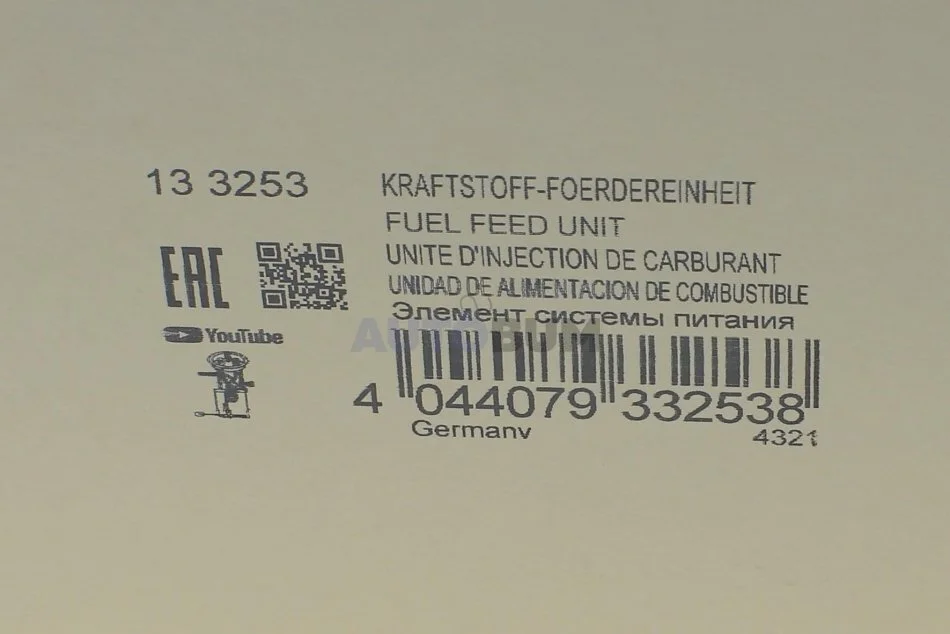 13 3253
KRAFTSTOFF-FOERDEREINHEIT
FUEL FEED UNIT
UNITE D'INJECTION DE CARBURANT
UNIDAD DE ALIMENTACION DE COMBUSTIBLE
Элемент системы питания
EAC
YouTube
AUTOBUM
4 044079 332538
Germany
4321